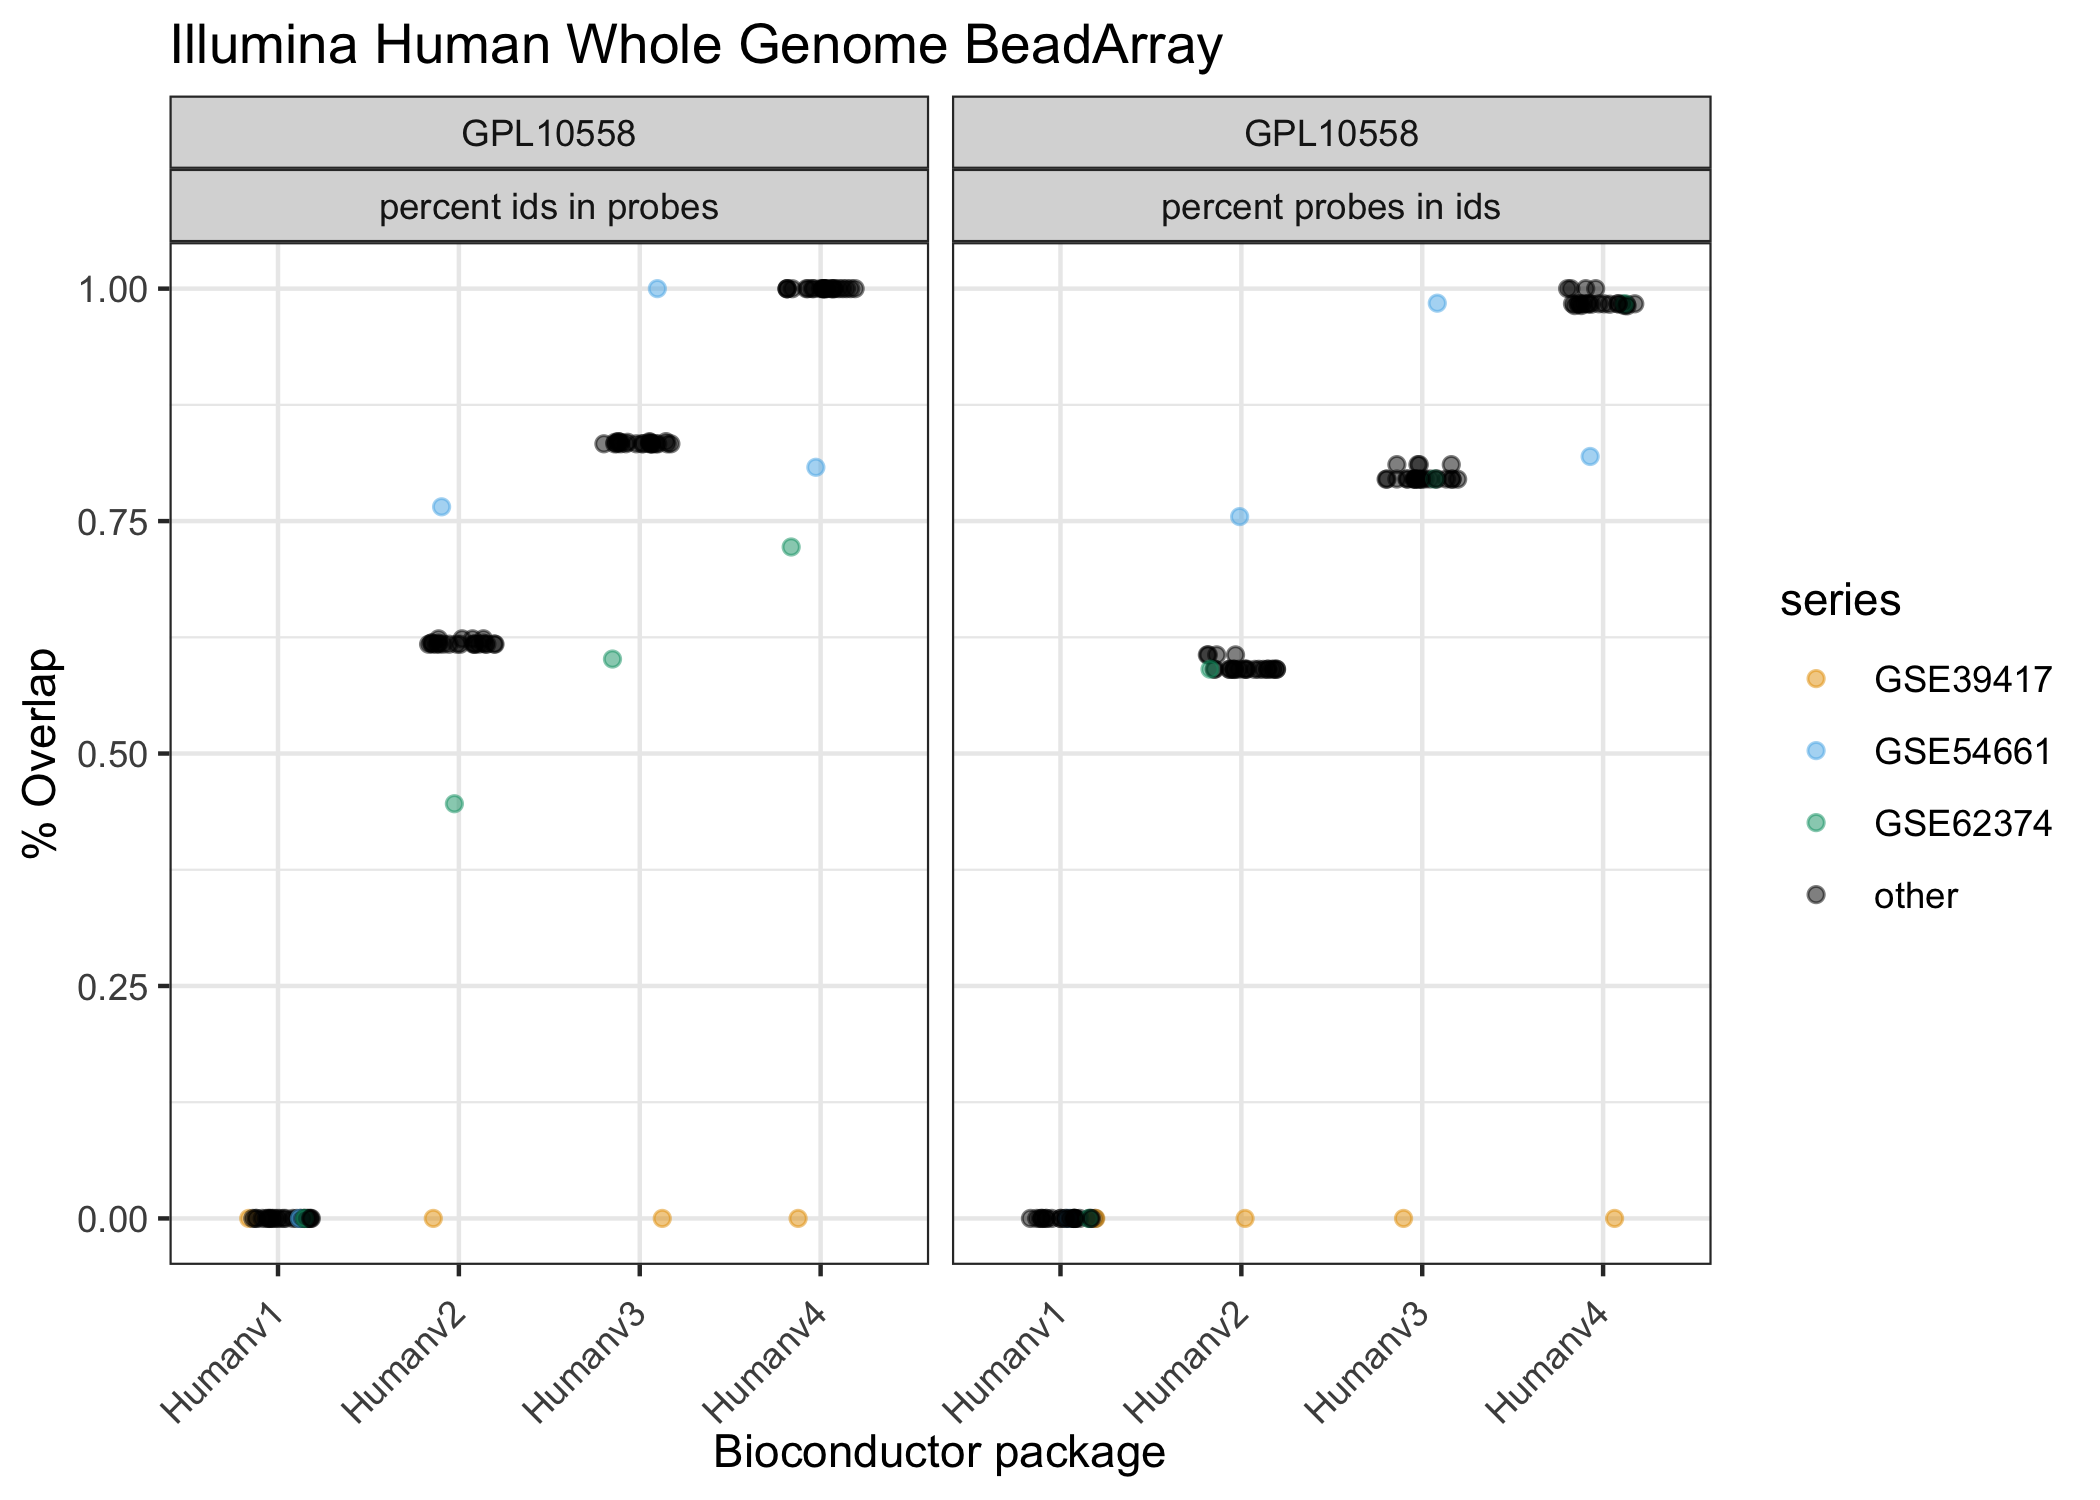 Illumina Human Whole Genome BeadArray
GPL10558
GPL10558
percent ids in probes
percent probes in ids
% Overlap
1.00
0.75
0.50
0.25
0.00
Humanv1
Humanv2
Humanv3
Humanv4
Humanv1
Humanv2
Humanv3
Humanv4
Bioconductor package
series
GSE39417
GSE54661
GSE62374
other